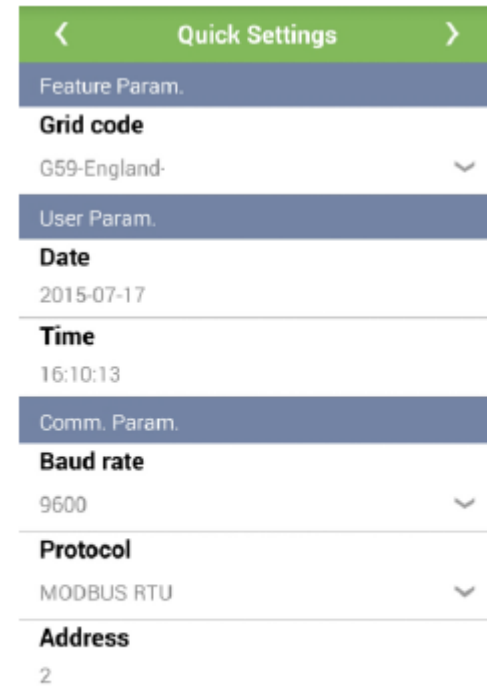 Quick Settings
Feature Param.
Grid code
G59-England-
User Param.
Date
2015-07-17
Time
16:10:13
Comm. Param.
Baud rate
9600
Protocol
MODBUS RTU
Address
2